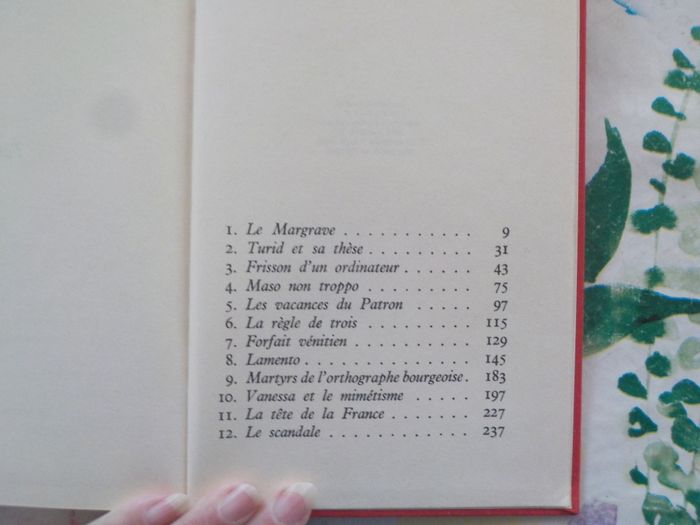 1. Le Margrave . . . . . . . . . . . 9
2. Turid et sa thèse . . . . . . . . . 31
3. Frisson d'un ordinateur . . . . . . 43
4. Maso non troppo . . . . . . . . . 75
5. Les vacances du Patron . . . . . 97
6. La règle de trois . . . . . . . . . 115
7. Forfait vénitien . . . . . . . . . . 129
8. Lamento . . . . . . . . . . . . . 145
9. Martyrs de l'orthographe bourgeoise . 183
10. Vanessa et le mimétisme . . . . . 197
11. La tête de la France . . . . . . . 227
12. Le scandale . . . . . . . . . . . 237